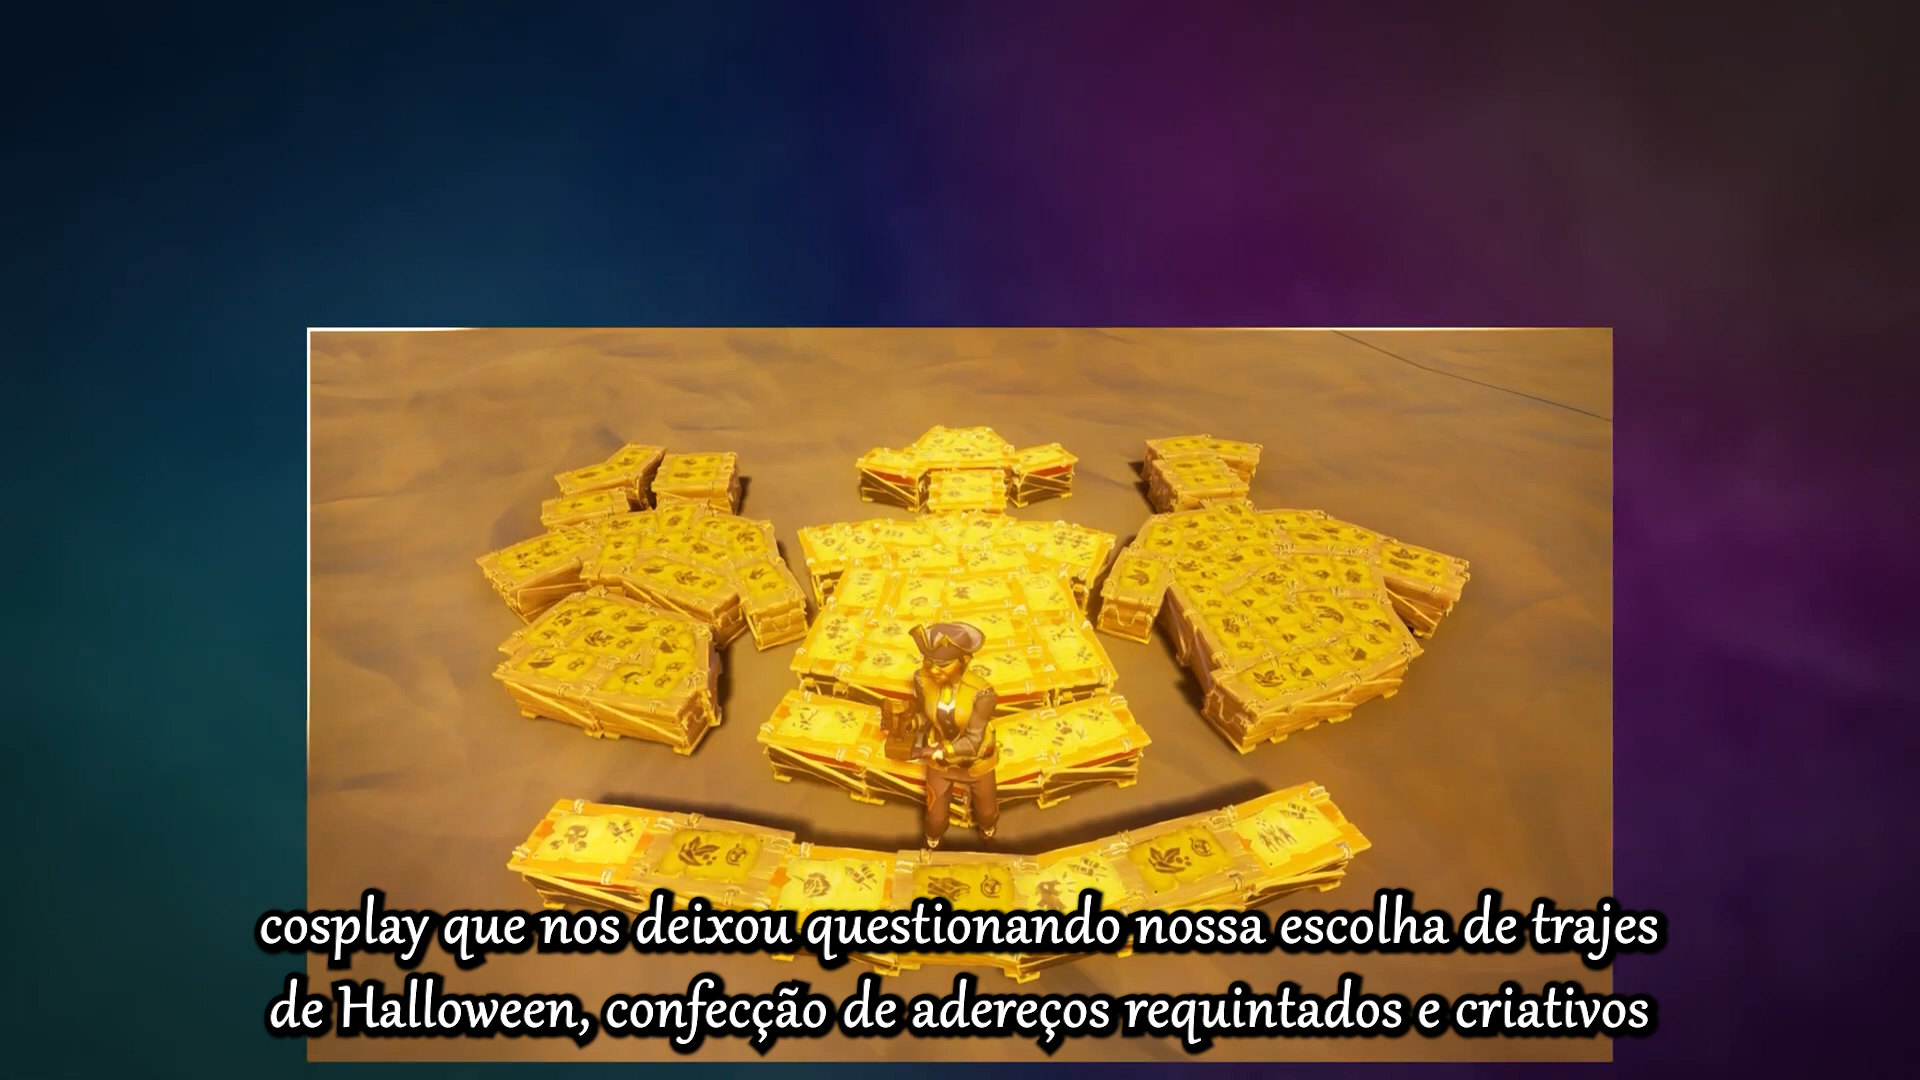 cosplay que nos deixou questionando nossa escolha de trajes
de Halloween, confecção de adereços requintados e criativos